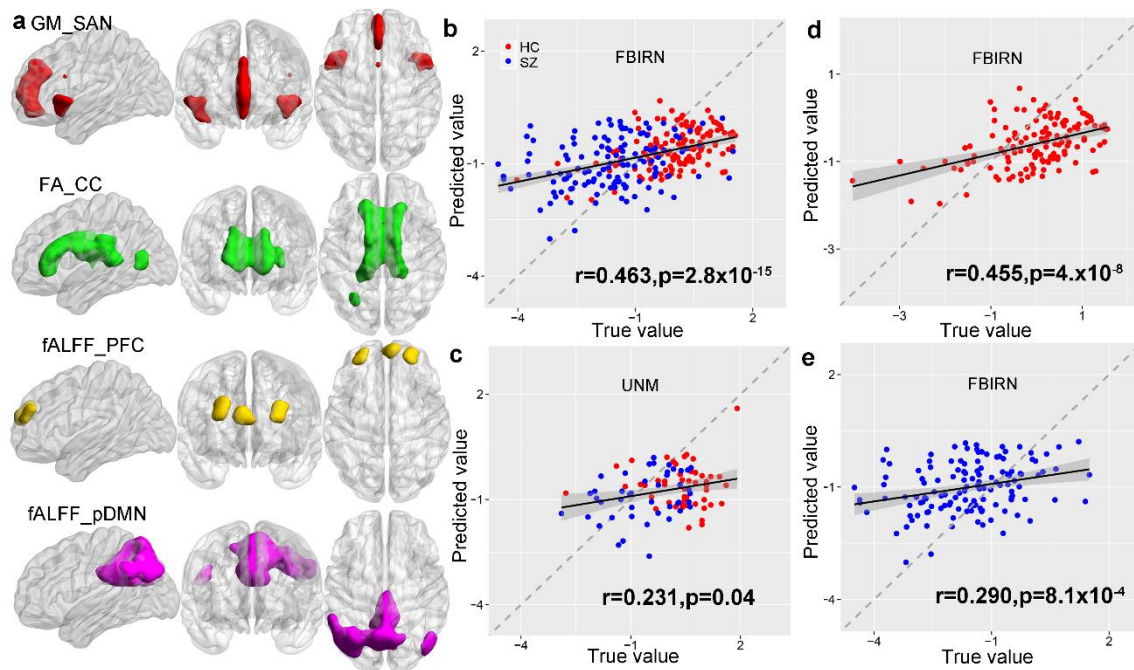 a
GM_SAN
FA_CC
fALFF_PFC
fALFF_pDMN
b
HC
SZ
FBIRN
2
-1
-4
Predicted value
-4
-1
2
True value
r=0.463,p=2.8x10-15
c
UNM
2
-1
-4
Predicted value
-4
-1
2
True value
r=0.231,p=0.04
d
FBIRN
1
-1
-3
Predicted value
-3
-1
1
True value
r=0.455,p=4.x10-8
e
FBIRN
2
-1
-4
Predicted value
-4
-1
2
True value
r=0.290,p=8.1x10-4